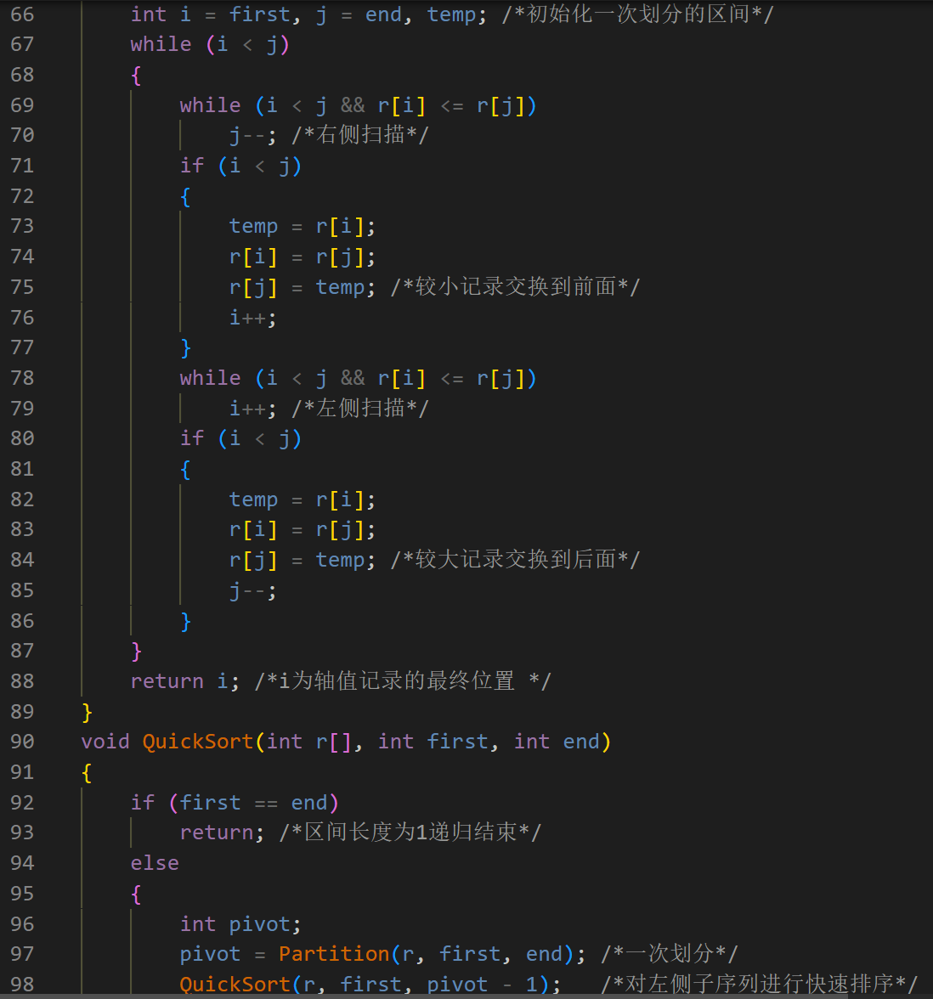 66 int i = first, j = end, temp; /*初始化一次划分的区间*/
67 while (i < j)
68 {
69 while (i < j && r[i] <= r[j])
70 j--; /*右侧扫描*/
71 if (i < j)
72 {
73 temp = r[i];
74 r[i] = r[j];
75 r[j] = temp; /*较小记录交换到前面*/
76 i++;
77 }
78 while (i < j && r[i] <= r[j])
79 i++; /*左侧扫描*/
80 if (i < j)
81 {
82 temp = r[i];
83 r[i] = r[j];
84 r[j] = temp; /*较大记录交换到后面*/
85 j--;
86 }
87 }
88 return i; /*i为轴值记录的最终位置 */
89 }
90 void QuickSort(int r[], int first, int end)
91 {
92 if (first == end)
93 return; /*区间长度为1递归结束*/
94 else
95 {
96 int pivot;
97 pivot = Partition(r, first, end); /*一次划分*/
98 QuickSort(r, first, pivot - 1); /*对左侧子序列进行快速排序*/